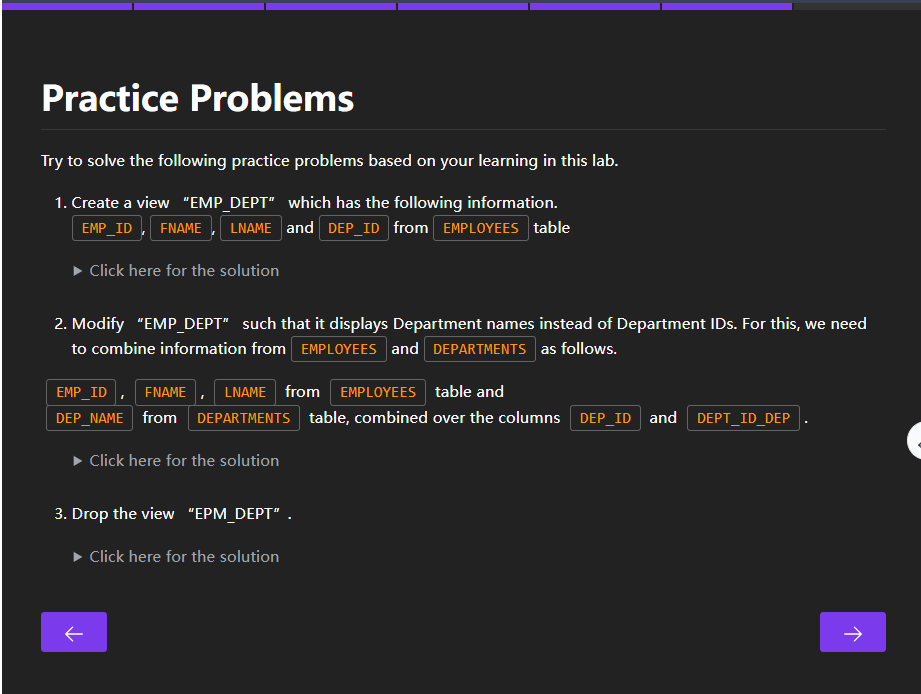 Practice Problems
Try to solve the following practice problems based on your learning in this lab.
1. Create a view “EMP_DEPT” which has the following information.
EMP_ID, FNAME, LNAME and DEP_ID from EMPLOYEES table
▶ Click here for the solution
2. Modify “EMP_DEPT” such that it displays Department names instead of Department IDs. For this, we need
to combine information from EMPLOYEES and DEPARTMENTS as follows.
EMP_ID , FNAME , LNAME from EMPLOYEES table and
DEP_NAME from DEPARTMENTS table, combined over the columns DEP_ID and DEPT_ID_DEP .
▶ Click here for the solution
3. Drop the view “EPM_DEPT” .
▶ Click here for the solution